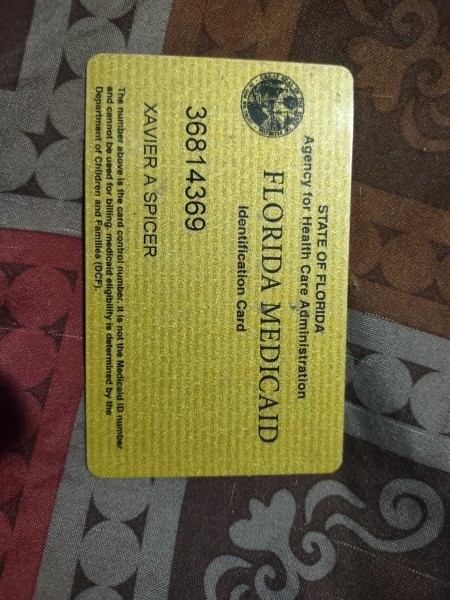 STATE OF FLORIDA
Agency for Health Care Administration
FLORIDA MEDICAID
Identification Card
36814369
XAVIER A SPICER
The number above is the card control number. It is not the Medicaid ID number
and cannot be used for billing. medicaid eligibility is determined by the
Department of Children and Families (DCF).